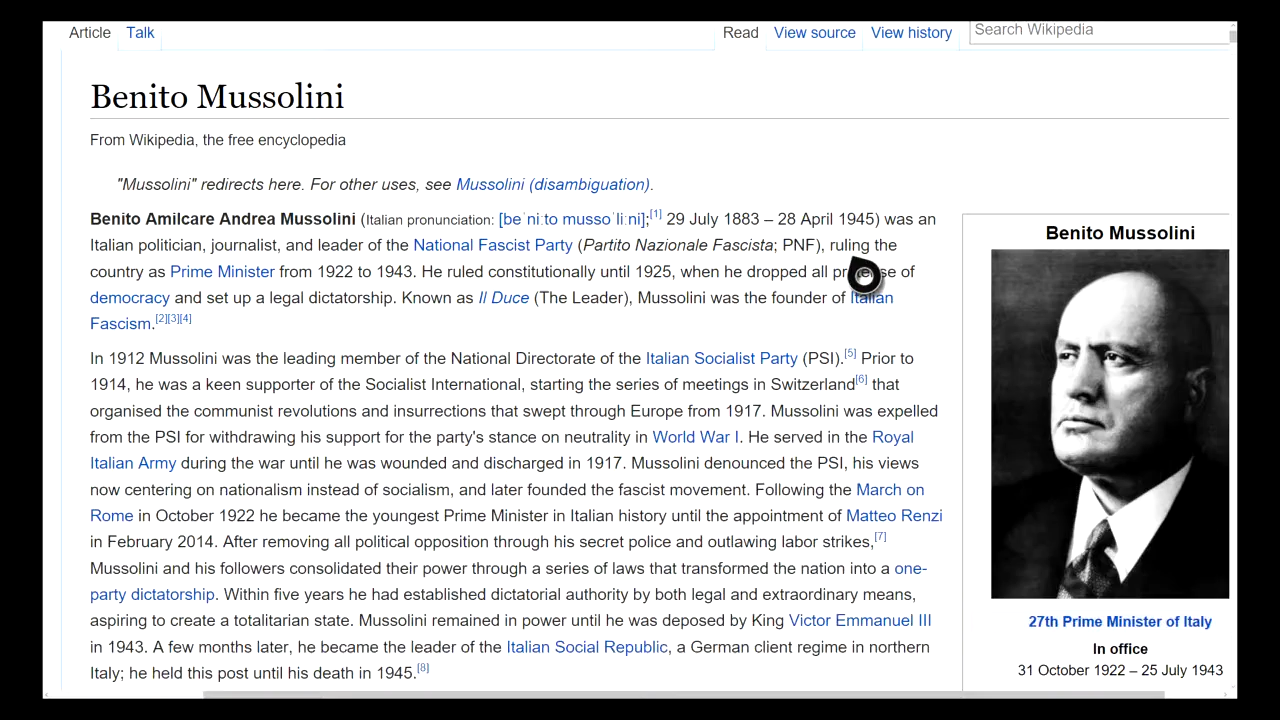 Article Talk Read View source View history Search Wikipedia
Benito Mussolini
From Wikipedia, the free encyclopedia
"Mussolini" redirects here. For other uses, see Mussolini (disambiguation).
Benito Amilcare Andrea Mussolini (Italian pronunciation: [beˈniːto mussoˈliːni];[1] 29 July 1883 – 28 April 1945) was an
Italian politician, journalist, and leader of the National Fascist Party (Partito Nazionale Fascista; PNF), ruling the
country as Prime Minister from 1922 to 1943. He ruled constitutionally until 1925, when he dropped all pretense of
democracy and set up a legal dictatorship. Known as Il Duce (The Leader), Mussolini was the founder of Italian
Fascism.[2][3][4]
In 1912 Mussolini was the leading member of the National Directorate of the Italian Socialist Party (PSI).[5] Prior to
1914, he was a keen supporter of the Socialist International, starting the series of meetings in Switzerland[6] that
organised the communist revolutions and insurrections that swept through Europe from 1917. Mussolini was expelled
from the PSI for withdrawing his support for the party's stance on neutrality in World War I. He served in the Royal
Italian Army during the war until he was wounded and discharged in 1917. Mussolini denounced the PSI, his views
now centering on nationalism instead of socialism, and later founded the fascist movement. Following the March on
Rome in October 1922 he became the youngest Prime Minister in Italian history until the appointment of Matteo Renzi
in February 2014. After removing all political opposition through his secret police and outlawing labor strikes,[7]
Mussolini and his followers consolidated their power through a series of laws that transformed the nation into a one-
party dictatorship. Within five years he had established dictatorial authority by both legal and extraordinary means,
aspiring to create a totalitarian state. Mussolini remained in power until he was deposed by King Victor Emmanuel III
in 1943. A few months later, he became the leader of the Italian Social Republic, a German client regime in northern
Italy; he held this post until his death in 1945.[8]
Benito Mussolini
27th Prime Minister of Italy
In office
31 October 1922 – 25 July 1943